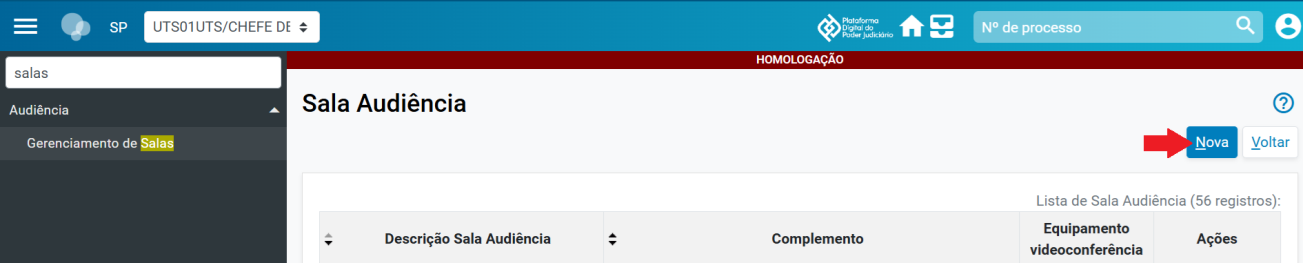 SP
UTS01UTS/CHEFE DE
Plataforma
Digital do
Poder Judiciário
Nº de processo
salas
HOMOLOGAÇÃO
Audiência
Gerenciamento de Salas
Sala Audiência
Nova
Voltar
Lista de Sala Audiência (56 registros):
Descrição Sala Audiência
Complemento
Equipamento
videoconferência
Ações